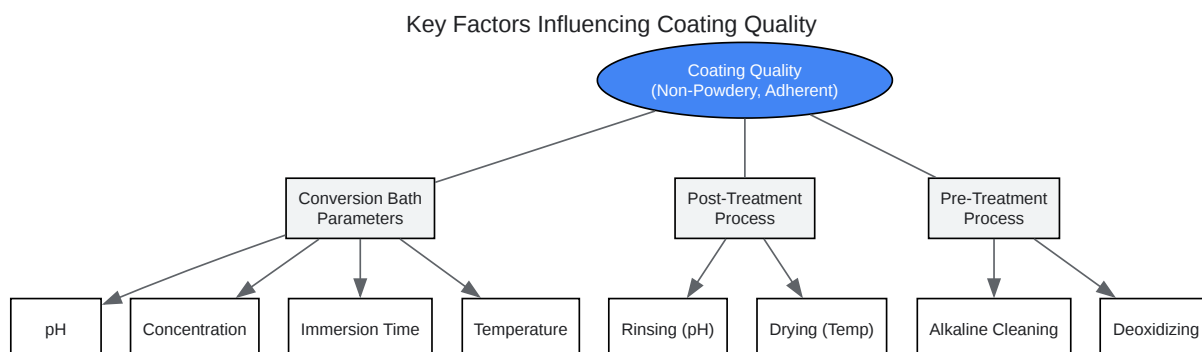 Key Factors Influencing Coating Quality
Coating Quality
(Non-Powdery, Adherent)
Conversion Bath
Parameters
Post-Treatment
Process
Pre-Treatment
Process
pH
Concentration
Immersion Time
Temperature
Rinsing (pH)
Drying (Temp)
Alkaline Cleaning
Deoxidizing